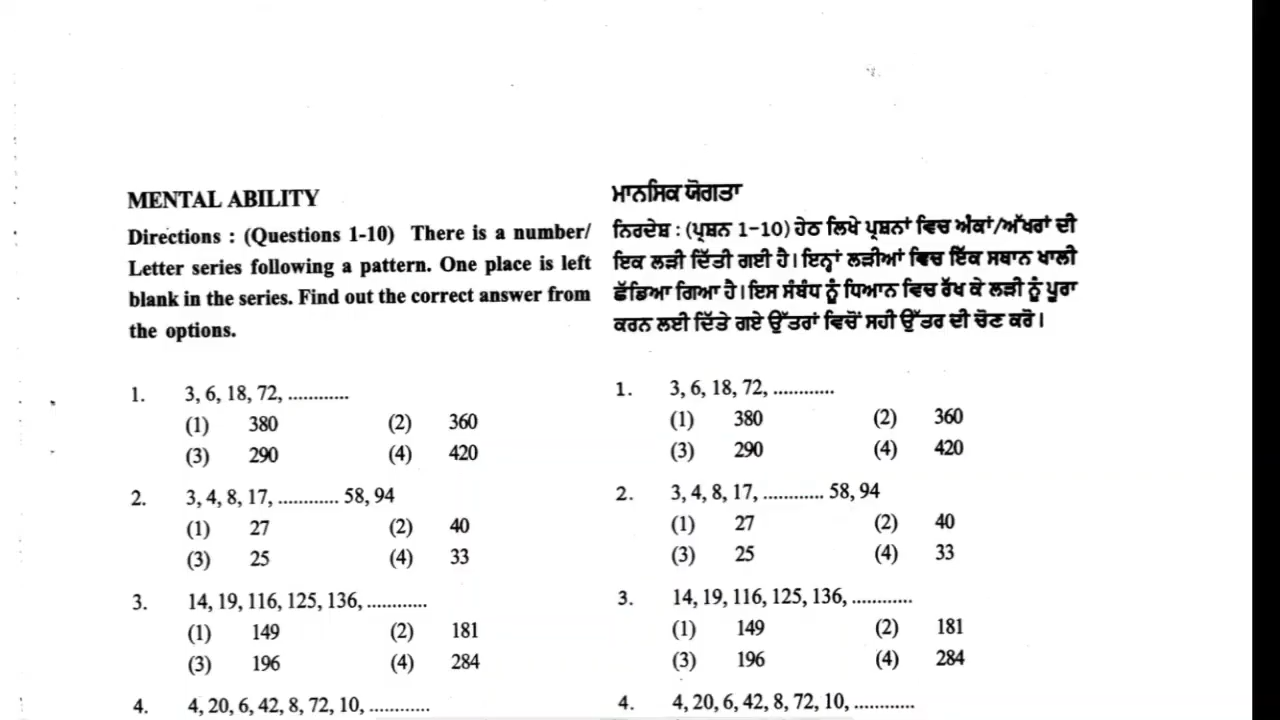 MENTAL ABILITY
Directions : (Questions 1-10) There is a number/
Letter series following a pattern. One place is left
blank in the series. Find out the correct answer from
the options.
1. 3, 6, 18, 72, ............
(1) 380 (2) 360
(3) 290 (4) 420
2. 3, 4, 8, 17, ............ 58, 94
(1) 27 (2) 40
(3) 25 (4) 33
3. 14, 19, 116, 125, 136, ............
(1) 149 (2) 181
(3) 196 (4) 284
4. 4, 20, 6, 42, 8, 72, 10, ............
ਮਾਨਸਿਕ ਯੋਗਤਾ
ਨਿਰਦੇਸ਼ : (ਪ੍ਰਸ਼ਨ 1-10) ਹੇਠ ਲਿਖੇ ਪ੍ਰਸ਼ਨਾਂ ਵਿਚ ਅੰਕਾਂ/ਅੱਖਰਾਂ ਦੀ
ਇਕ ਲੜੀ ਦਿੱਤੀ ਗਈ ਹੈ। ਇਨ੍ਹਾਂ ਲੜੀਆਂ ਵਿਚ ਇੱਕ ਸਥਾਨ ਖਾਲੀ
ਛੱਡਿਆ ਗਿਆ ਹੈ। ਇਸ ਸੰਬੰਧ ਨੂੰ ਧਿਆਨ ਵਿਚ ਰੱਖ ਕੇ ਲੜੀ ਨੂੰ ਪੂਰਾ
ਕਰਨ ਲਈ ਦਿੱਤੇ ਗਏ ਉੱਤਰਾਂ ਵਿਚੋਂ ਸਹੀ ਉੱਤਰ ਦੀ ਚੋਣ ਕਰੋ।
1. 3, 6, 18, 72, ............
(1) 380 (2) 360
(3) 290 (4) 420
2. 3, 4, 8, 17, ............ 58, 94
(1) 27 (2) 40
(3) 25 (4) 33
3. 14, 19, 116, 125, 136, ............
(1) 149 (2) 181
(3) 196 (4) 284
4. 4, 20, 6, 42, 8, 72, 10, ............